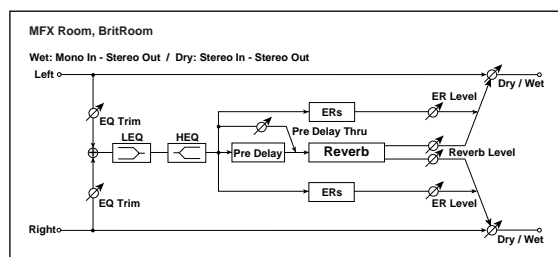 MFX Room, BritRoom
Wet: Mono In - Stereo Out / Dry: Stereo In - Stereo Out
Left
Dry / Wet
EQ Trim
ERs
ER Level
LEQ
HEQ
Pre Delay Thru
Pre Delay
Reverb
Reverb Level
EQ Trim
ERs
ER Level
Right
Dry / Wet